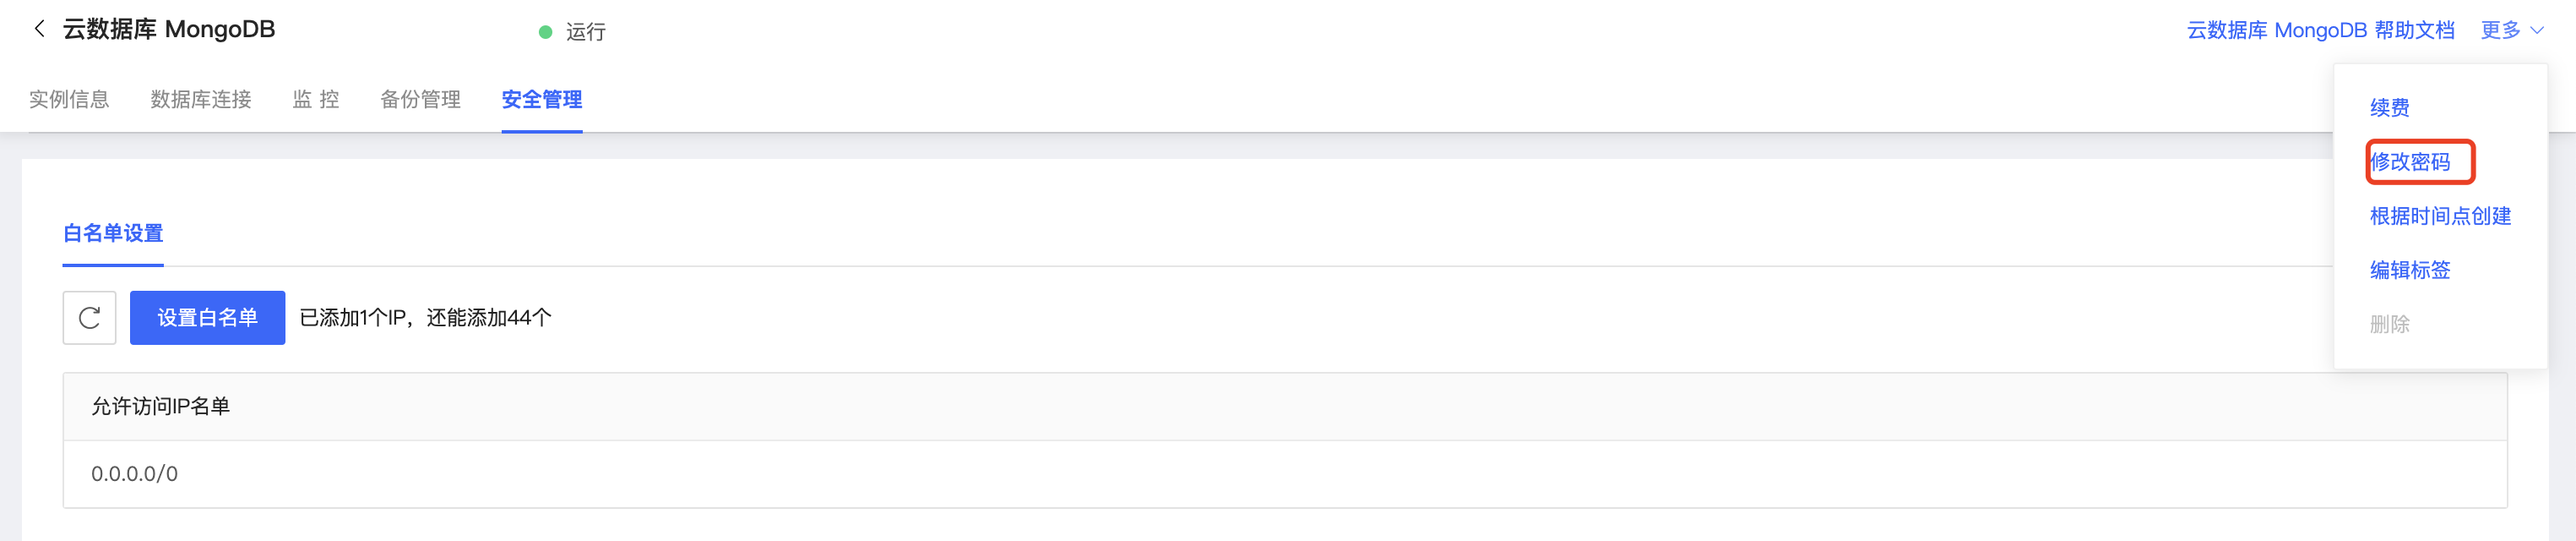 云数据库 MongoDB
运行
云数据库 MongoDB 帮助文档
更多
实例信息
数据库连接
监 控
备份管理
安全管理
续费
修改密码
根据时间点创建
编辑标签
删除
白名单设置
设置白名单
已添加1个IP，还能添加44个
允许访问IP名单
0.0.0.0/0